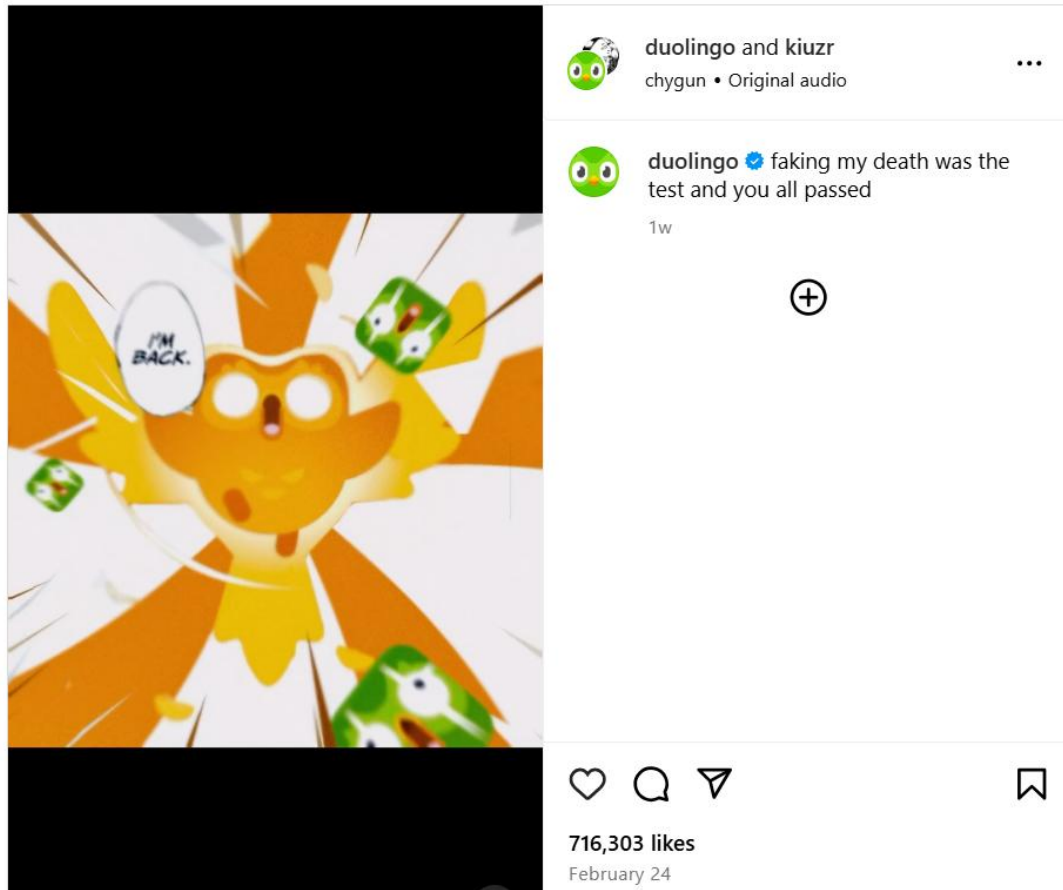 I'M
BACK.
duolingo and kiuzr
chygun • Original audio
duolingo faking my death was the
test and you all passed
1w
716,303 likes
February 24